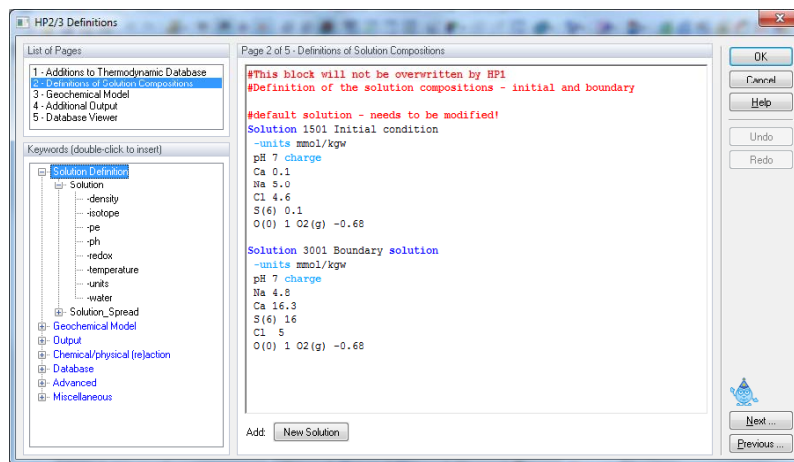 HP2/3 Definitions
List of Pages
1 - Additions to Thermodynamic Database
2 - Definitions of Solution Compositions
3 - Geochemical Model
4 - Additional Output
5 - Database Viewer
Keywords (double-click to insert)
Solution Definition
Solution
-density
-isotope
-pe
-ph
-redox
-temperature
-units
-water
Solution_Spread
Geochemical Model
Output
Chemical/physical (re)action
Database
Advanced
Miscellaneous
Page 2 of 5 - Definitions of Solution Compositions
#This block will not be overwritten by HP1
#Definition of the solution compositions - initial and boundary
#default solution - needs to be modified!
Solution 1501 Initial condition
-units mmol/kgw
pH 7 charge
Ca 0.1
Na 5.0
Cl 4.6
S(6) 0.1
O(0) 1 O2(g) -0.68
Solution 3001 Boundary solution
-units mmol/kgw
pH 7 charge
Na 4.8
Ca 16.3
S(6) 16
Cl 5
O(0) 1 O2(g) -0.68
Add: New Solution
OK
Cancel
Help
Undo
Redo
Next ...
Previous ...